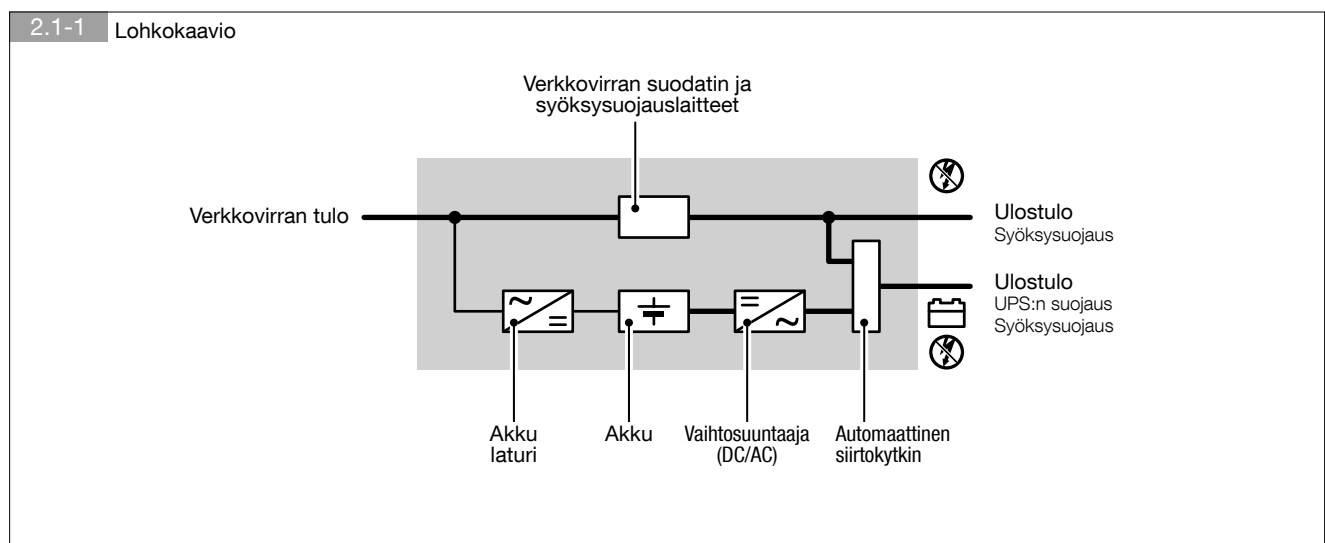 2.1-1 Lohkokaavio
Verkkovirran suodatin ja
syöksysuojauslaitteet
Verkkovirran tulo
Ulostulo
Syöksysuojaus
Ulostulo
UPS:n suojaus
Syöksysuojaus
Akku
laturi
Akku
Vaihtosuuntaaja
(DC/AC)
Automaattinen
siirtokytkin